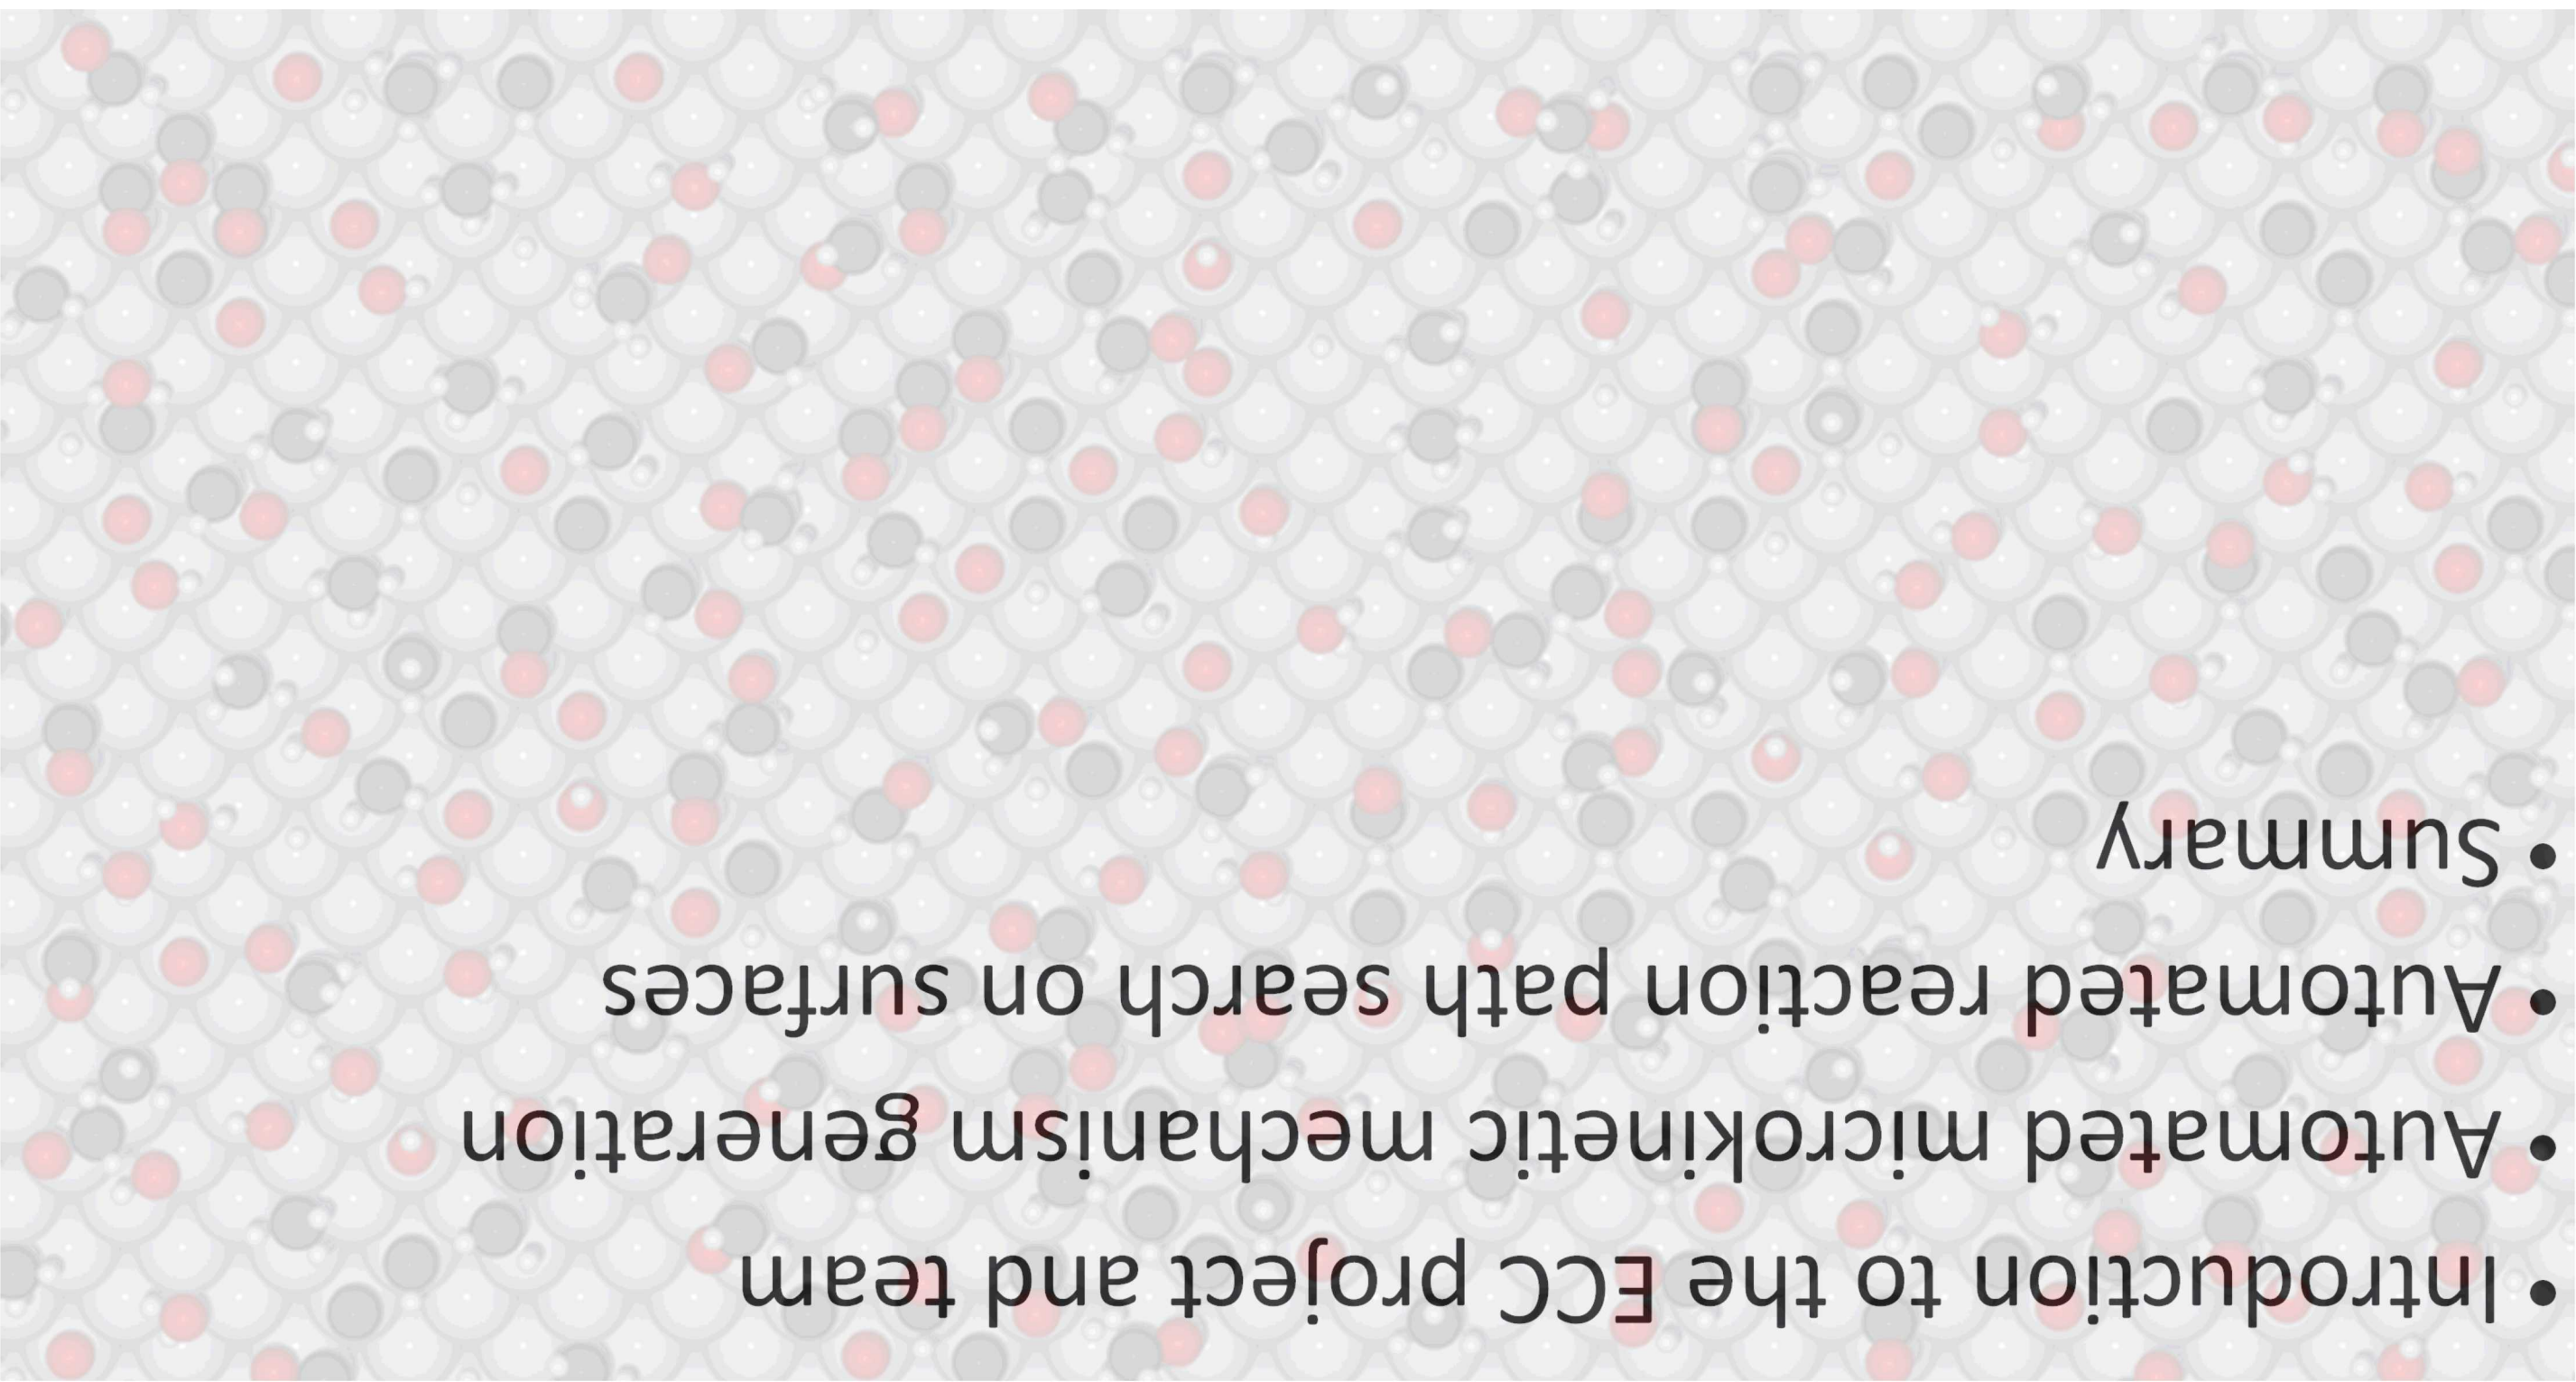 • Introduction to the ECC project and team
• Automated microkinetic mechanism generation
• Automated reaction path search on surfaces
• Summary